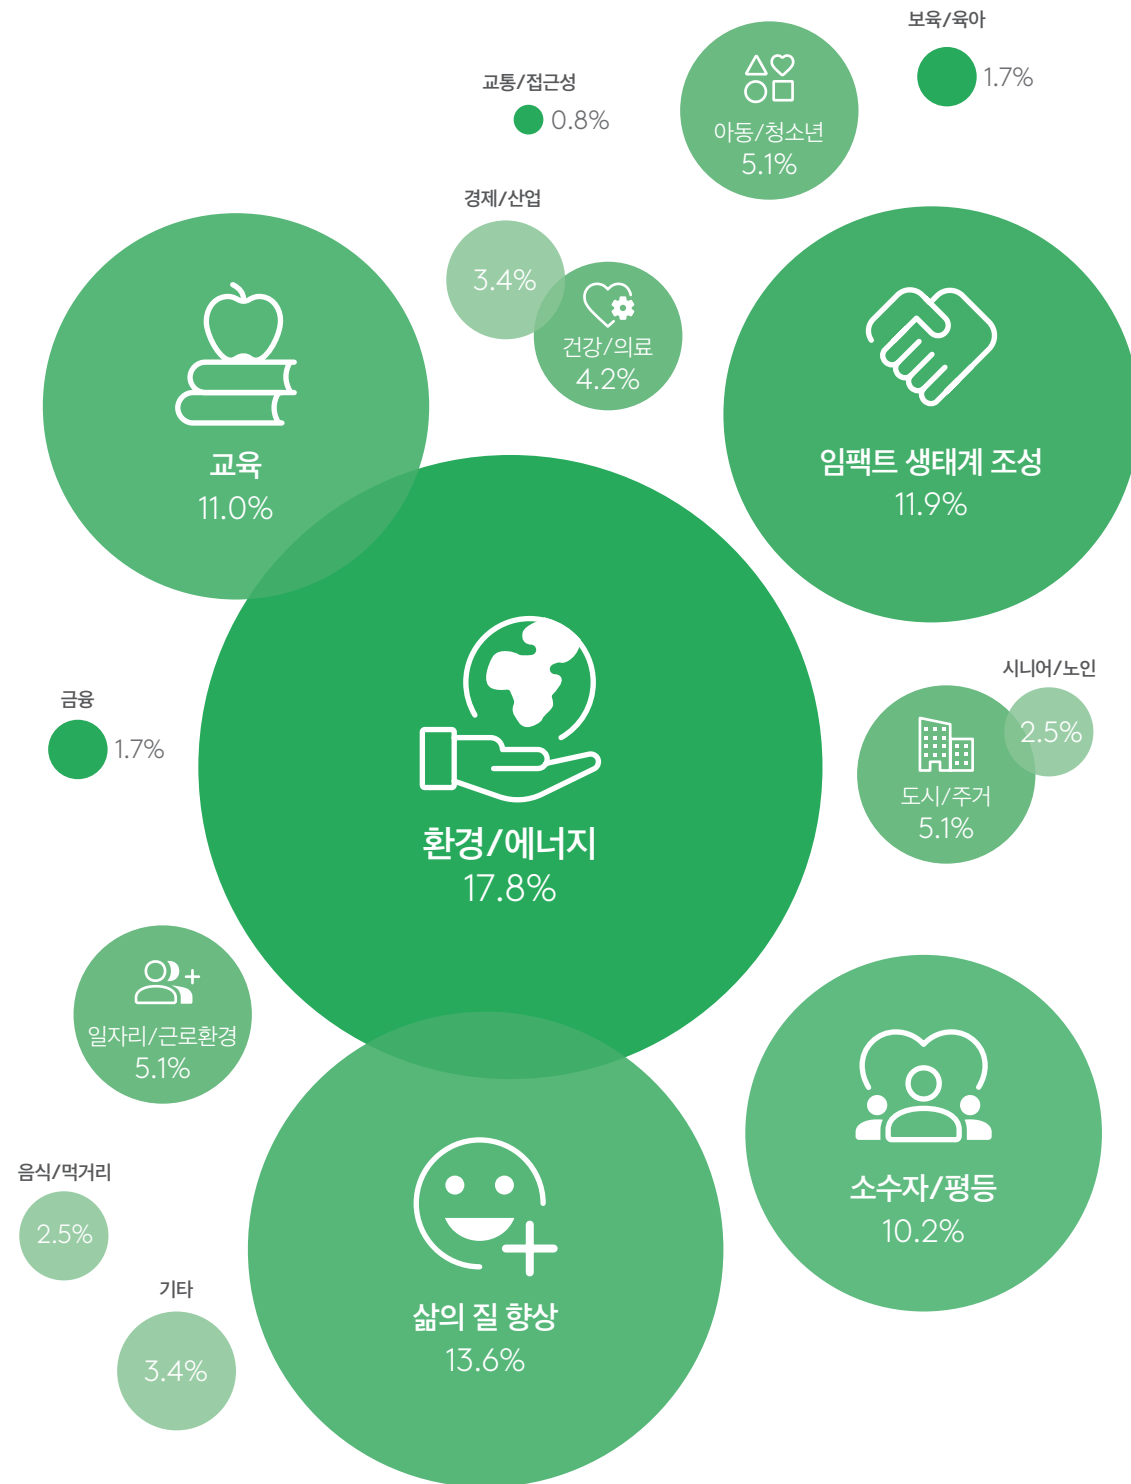 보육/육아
1.7%
교통/접근성
0.8%
아동/청소년
5.1%
경제/산업
3.4%
건강/의료
4.2%
교육
11.0%
임팩트 생태계 조성
11.9%
금융
1.7%
환경/에너지
17.8%
시니어/노인
2.5%
도시/주거
5.1%
일자리/근로환경
5.1%
소수자/평등
10.2%
음식/먹거리
2.5%
기타
3.4%
삶의 질 향상
13.6%